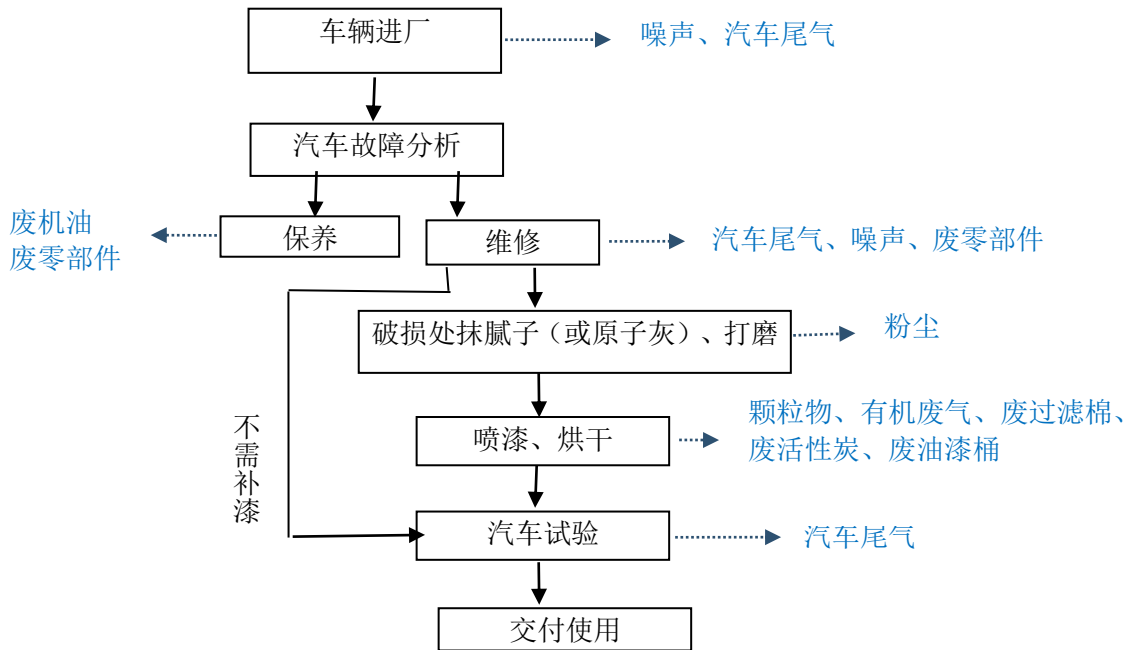 车辆进厂
噪声、汽车尾气
汽车故障分析
废机油
废零部件
保养
维修
汽车尾气、噪声、废零部件
破损处抹腻子（或原子灰）、打磨
粉尘
不需补漆
喷漆、烘干
颗粒物、有机废气、废过滤棉、
废活性炭、废油漆桶
汽车试验
汽车尾气
交付使用